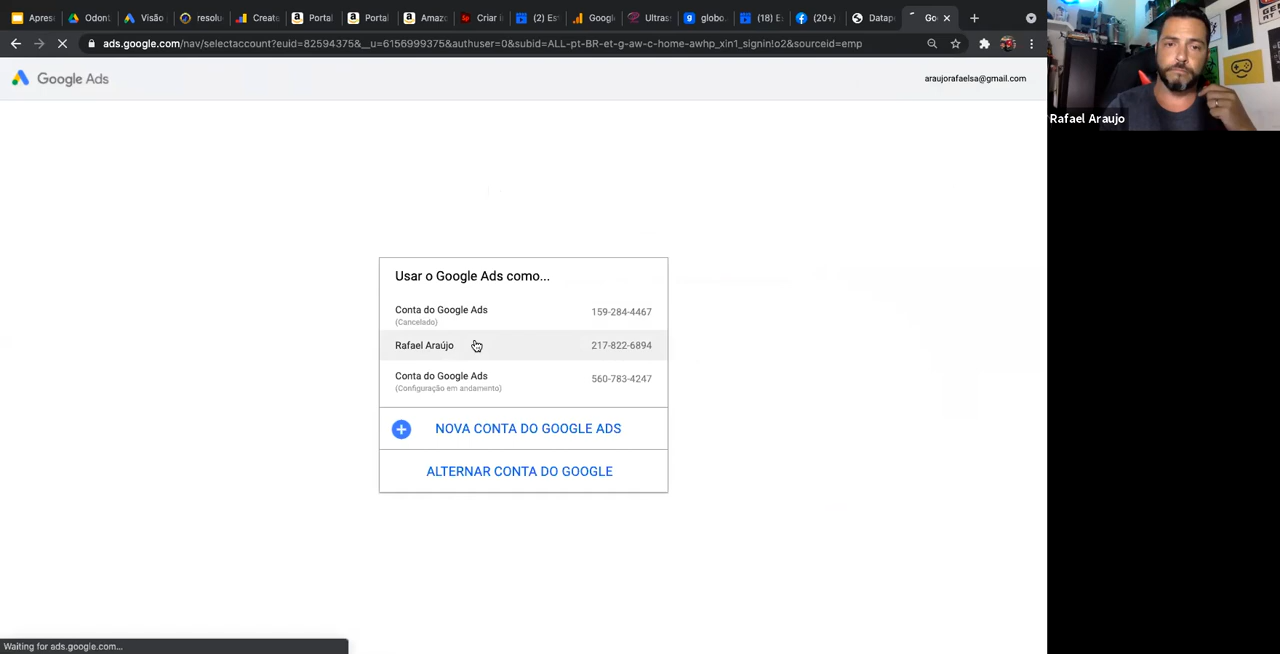 Apres
Odont
Visão
resolu
Create
Portal
Portal
Amazo
Criar i
(2) Es
Googl
Ultras
globo.
(18) E
(20+)
Datap
Go
ads.google.com/nav/selectaccount?euid=82594375&__u=6156999375&authuser=0&subid=ALL-pt-BR-et-g-aw-c-home-awhp_xin1_signin!o2&sourceid=emp
Google Ads
araujorafaelsa@gmail.com
Rafael Araujo
Usar o Google Ads como...
Conta do Google Ads 159-284-4467
(Cancelado)
Rafael Araújo 217-822-6894
Conta do Google Ads 560-783-4247
(Configuração em andamento)
NOVA CONTA DO GOOGLE ADS
ALTERNAR CONTA DO GOOGLE
Waiting for ads.google.com...